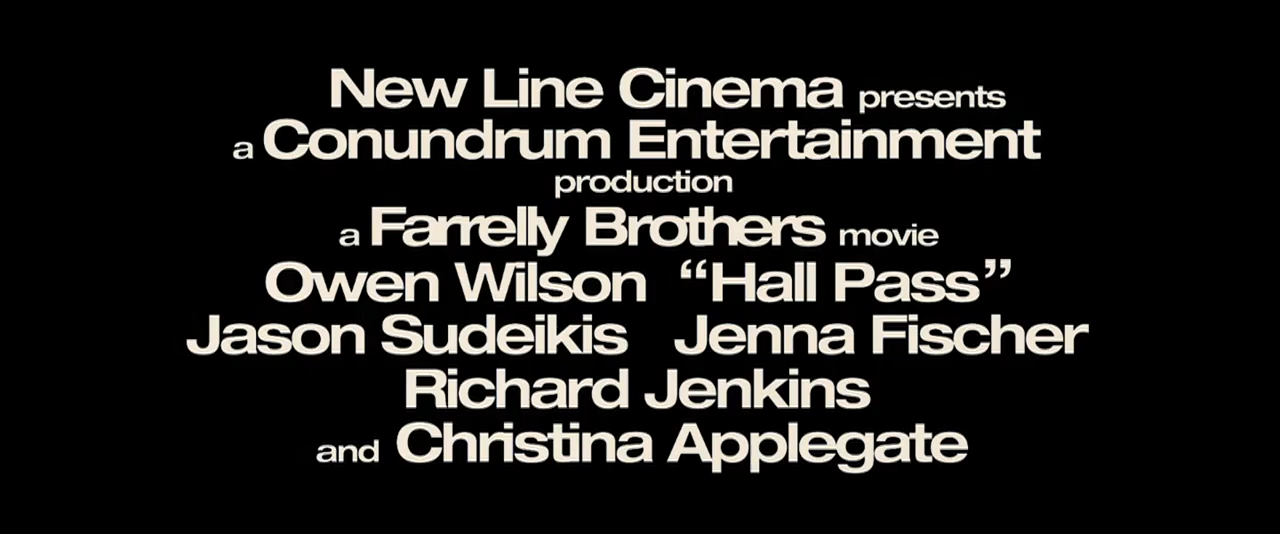 New Line Cinema presents
a Conundrum Entertainment
production
a Farrelly Brothers movie
Owen Wilson “Hall Pass”
Jason Sudeikis Jenna Fischer
Richard Jenkins
and Christina Applegate